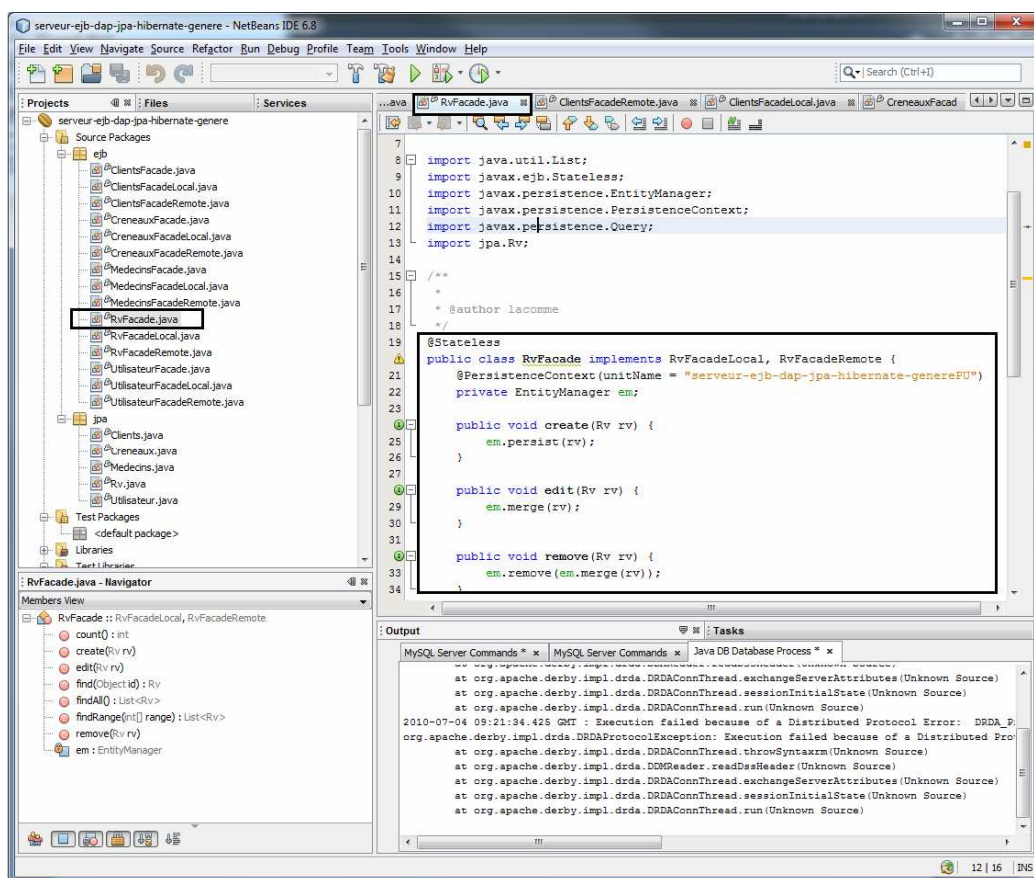 serveur-ejb-dap-jpa-hibernate-genere - NetBeans IDE 6.8
File Edit View Navigate Source Refactor Run Debug Profile Team Tools Window Help
Search (Ctrl+I)
Projects Files Services
serveur-ejb-dap-jpa-hibernate-genere
Source Packages
ejb
ClientsFacade.java
ClientsFacadeLocal.java
ClientsFacadeRemote.java
CreneauxFacade.java
CreneauxFacadeLocal.java
CreneauxFacadeRemote.java
MedecinsFacade.java
MedecinsFacadeLocal.java
MedecinsFacadeRemote.java
RvFacade.java
RvFacadeLocal.java
RvFacadeRemote.java
UtilisateurFacade.java
UtilisateurFacadeLocal.java
UtilisateurFacadeRemote.java
jpa
Clients.java
Creneaux.java
Medecins.java
Rv.java
Utilisateur.java
Test Packages
<default package>
Libraries
Test Libraries
RvFacade.java - Navigator
Members View
RvFacade :: RvFacadeLocal, RvFacadeRemote
count() : int
create(Rv rv)
edit(Rv rv)
find(Object id) : Rv
findAll() : List<Rv>
findRange(int[] range) : List<Rv>
remove(Rv rv)
em : EntityManager
...ava RvFacade.java ClientsFacadeRemote.java ClientsFacadeLocal.java CreneauxFacad
7
8 import java.util.List;
9 import javax.ejb.Stateless;
10 import javax.persistence.EntityManager;
11 import javax.persistence.PersistenceContext;
12 import javax.persistence.Query;
13 import jpa.Rv;
14
15 /**
16 *
17 * @author lacomme
18 */
19 @Stateless
public class RvFacade implements RvFacadeLocal, RvFacadeRemote {
21 @PersistenceContext(unitName = "serveur-ejb-dap-jpa-hibernate-generePU")
22 private EntityManager em;
23
public void create(Rv rv) {
25 em.persist(rv);
26 }
27
public void edit(Rv rv) {
29 em.merge(rv);
30 }
31
public void remove(Rv rv) {
33 em.remove(em.merge(rv));
34 }
Output Tasks
MySQL Server Commands * MySQL Server Commands Java DB Database Process *
at org.apache.derby.impl.drda.DRDAConnThread.exchangeServerAttributes(Unknown Source)
at org.apache.derby.impl.drda.DRDAConnThread.sessionInitialState(Unknown Source)
at org.apache.derby.impl.drda.DRDAConnThread.run(Unknown Source)
2010-07-04 09:21:34.425 GMT : Execution failed because of a Distributed Protocol Error: DRDA_P
org.apache.derby.impl.drda.DRDAProtocolException: Execution failed because of a Distributed Pro
at org.apache.derby.impl.drda.DRDAConnThread.throwSyntaxrm(Unknown Source)
at org.apache.derby.impl.drda.DDMReader.readDssHeader(Unknown Source)
at org.apache.derby.impl.drda.DRDAConnThread.exchangeServerAttributes(Unknown Source)
at org.apache.derby.impl.drda.DRDAConnThread.sessionInitialState(Unknown Source)
at org.apache.derby.impl.drda.DRDAConnThread.run(Unknown Source)
12 | 16 INS